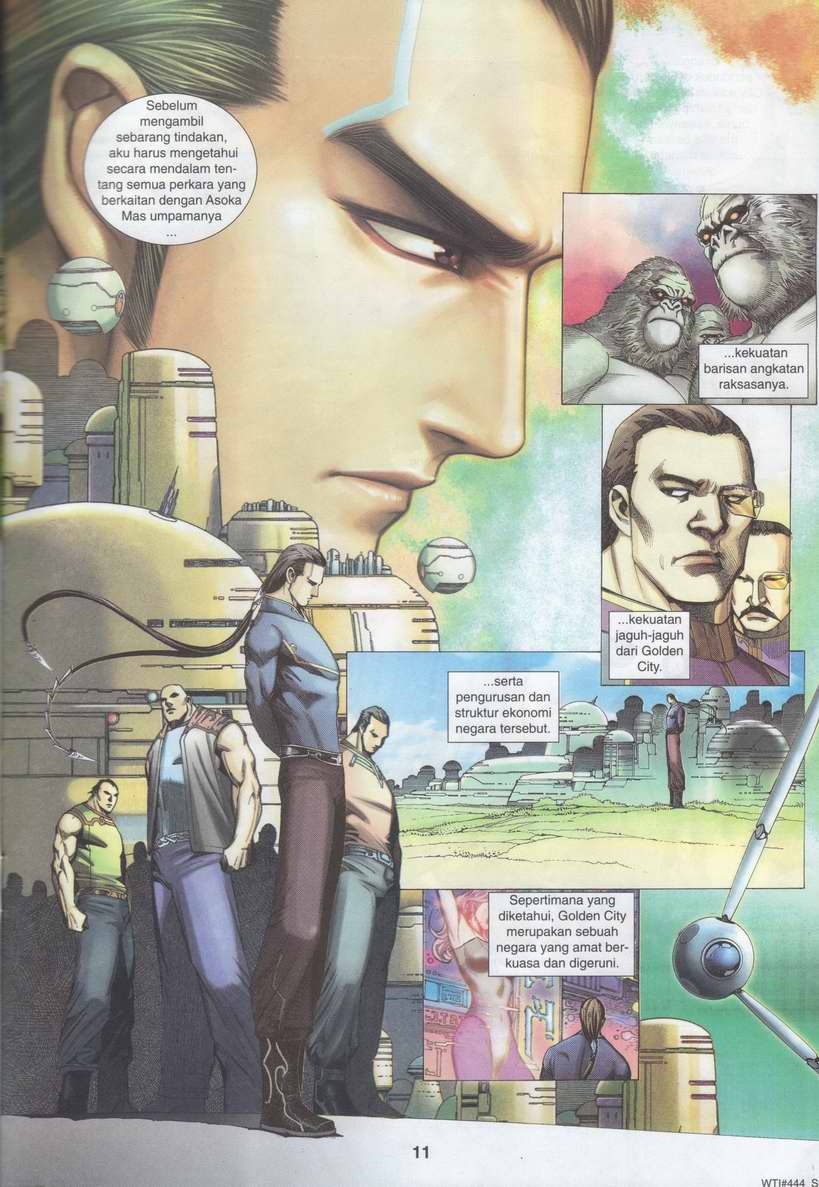 Sebelum
mengambil
sebarang tindakan,
aku harus mengetahui
secara mendalam ten-
tang semua perkara yang
berkaitan dengan Asoka
Mas umpamanya
...
...kekuatan
barisan angkatan
raksasanya.
...kekuatan
jaguh-jaguh
dari Golden
City.
...serta
pengurusan dan
struktur ekonomi
negara tersebut.
Sepertimana yang
diketahui, Golden City
merupakan sebuah
negara yang amat ber-
kuasa dan digeruni.
11
WTI#444_S